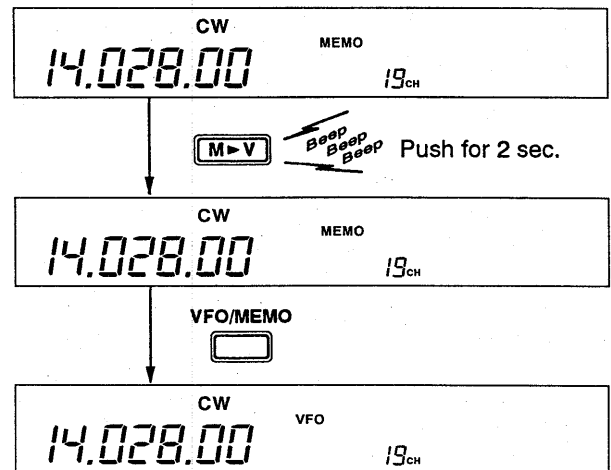 CW
MEMO
14.028.00 19CH
M►V Beep Beep Beep Push for 2 sec.
CW
MEMO
14.028.00 19CH
VFO/MEMO
CW
VFO
14.028.00 19CH